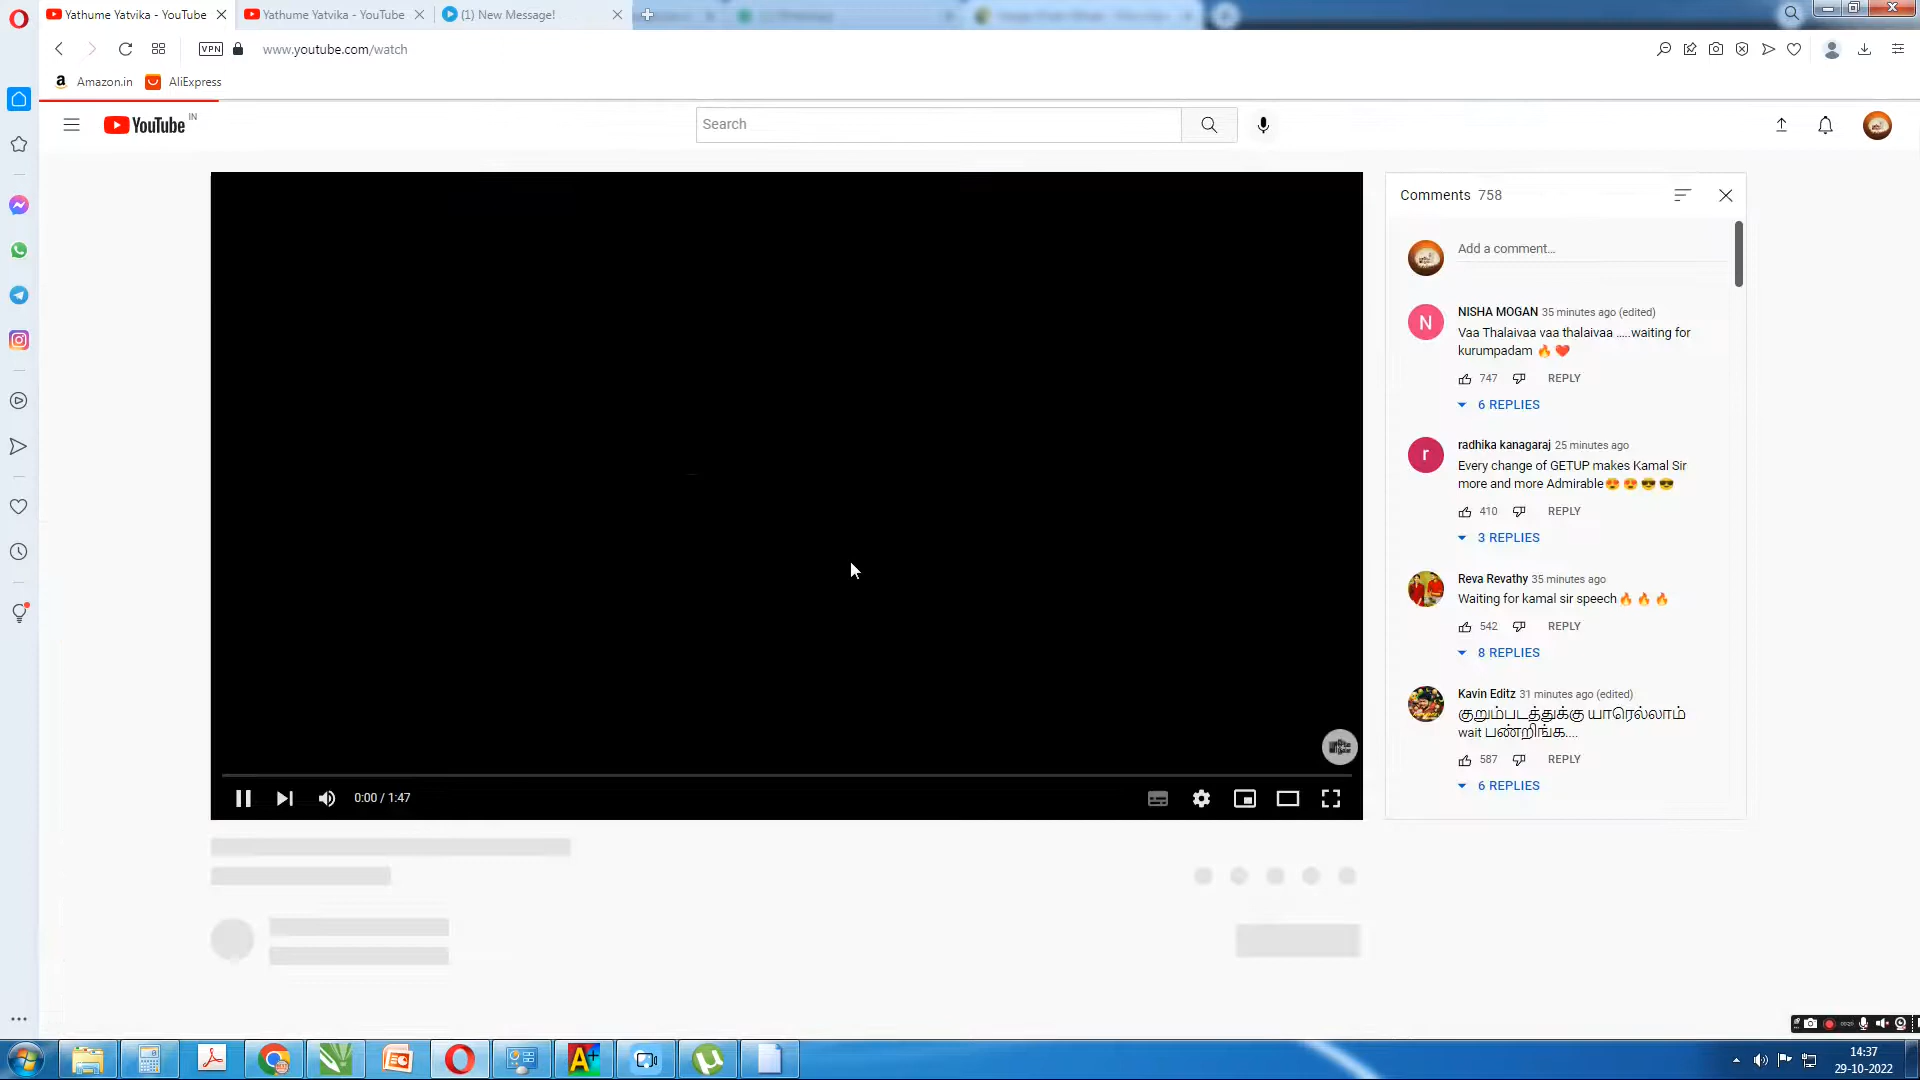 Yathume Yatvika - YouTube
Yathume Yatvika - YouTube
(1) New Message!
VPN
www.youtube.com/watch
Amazon.in
AliExpress
YouTube IN
Search
Comments 758
Add a comment...
N
NISHA MOGAN 35 minutes ago (edited)
Vaa Thalaivaa vaa thalaivaa .....waiting for
kurumpadam 🔥 ❤️
747 REPLY
6 REPLIES
r
radhika kanagaraj 25 minutes ago
Every change of GETUP makes Kamal Sir
more and more Admirable😍 😍 😎 😎
410 REPLY
3 REPLIES
Reva Revathy 35 minutes ago
Waiting for kamal sir speech🔥 🔥 🔥
542 REPLY
8 REPLIES
Kavin Editz 31 minutes ago (edited)
குறும்படத்துக்கு யாரெல்லாம்
wait பண்றிங்க....
587 REPLY
6 REPLIES
0:00 / 1:47
14:37
29-10-2022